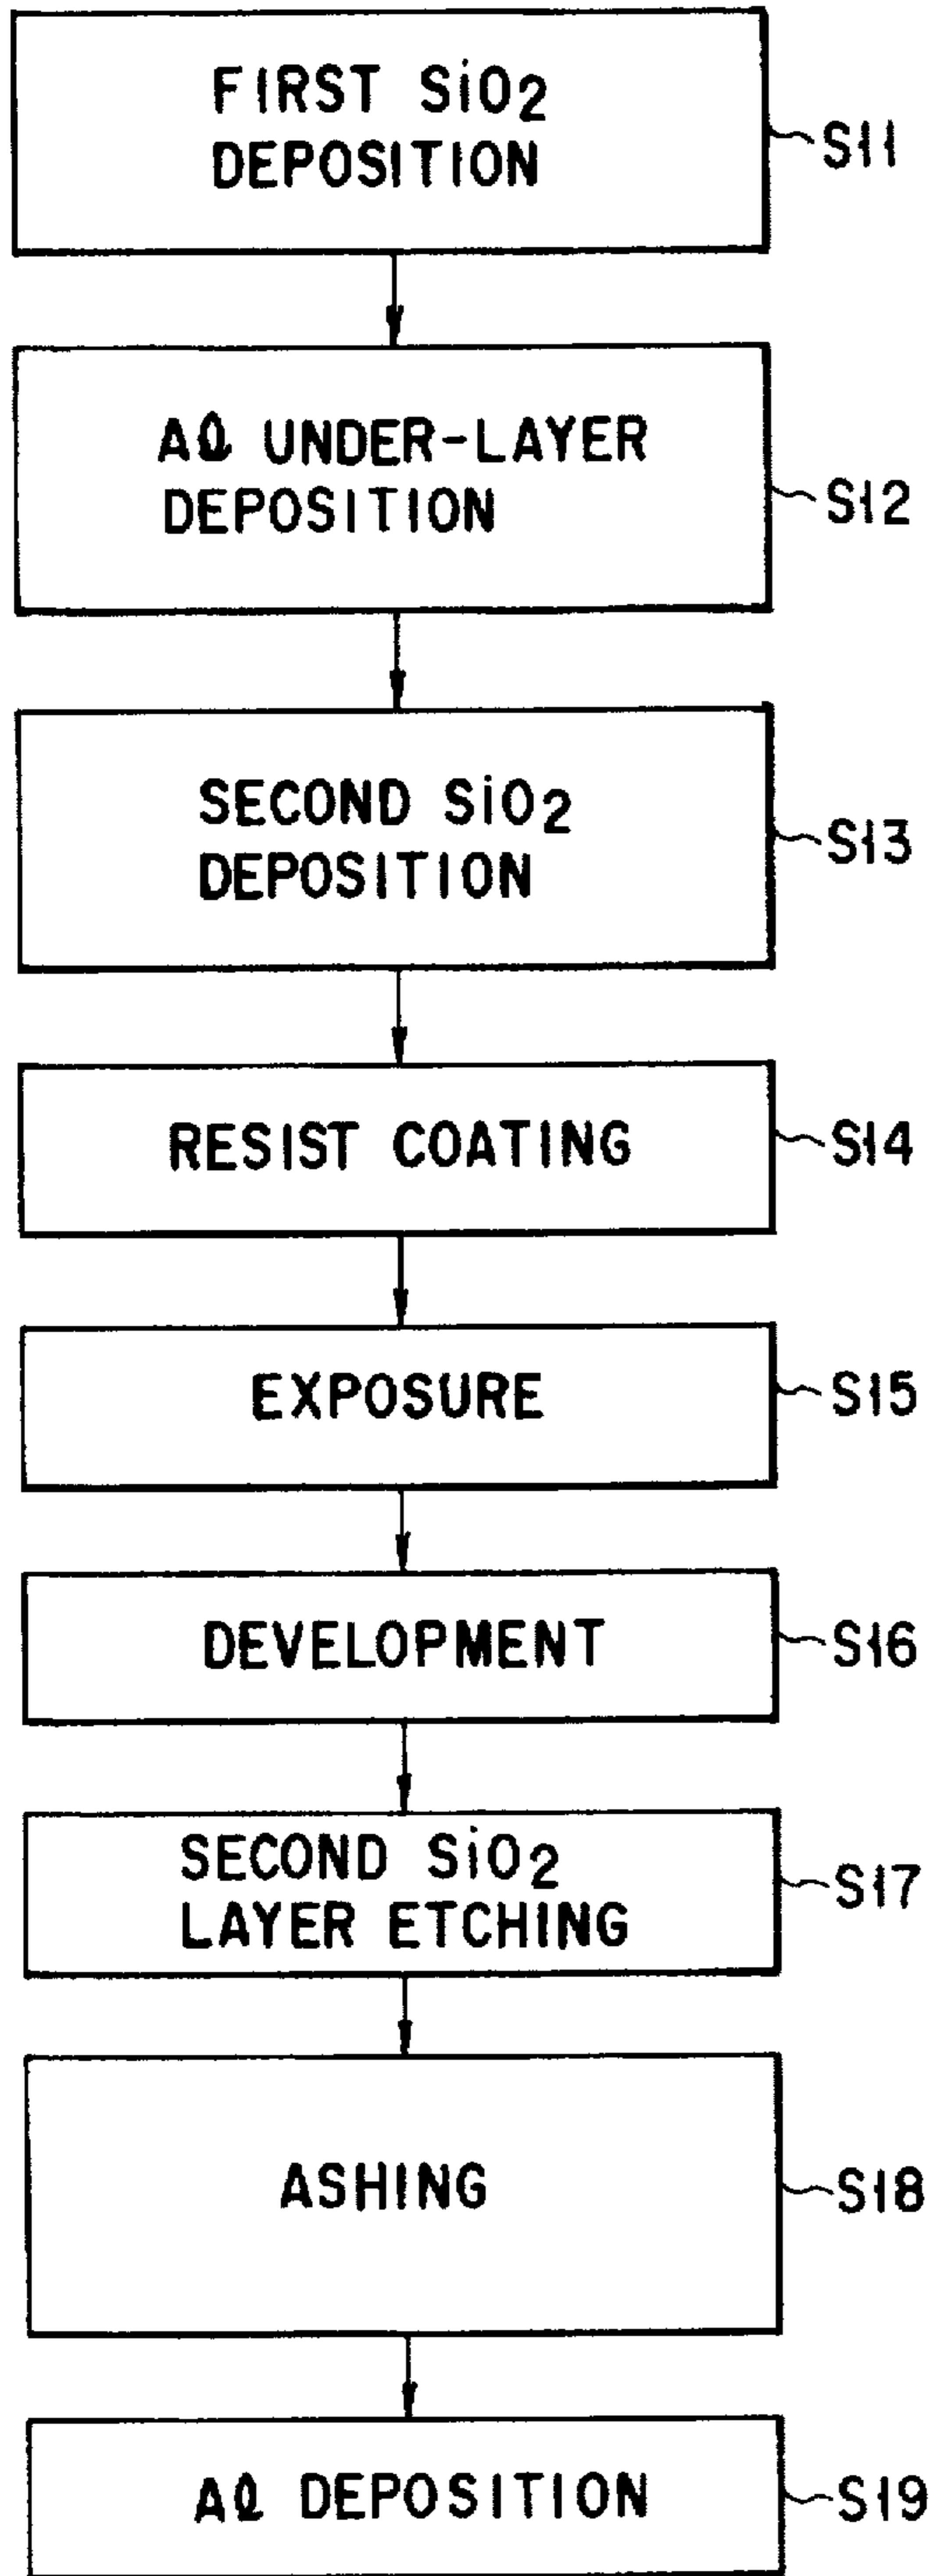 FIRST SiO2
DEPOSITION
S11
Aℓ UNDER-LAYER
DEPOSITION
S12
SECOND SiO2
DEPOSITION
S13
RESIST COATING
S14
EXPOSURE
S15
DEVELOPMENT
S16
SECOND SiO2
LAYER ETCHING
S17
ASHING
S18
Aℓ DEPOSITION
S19